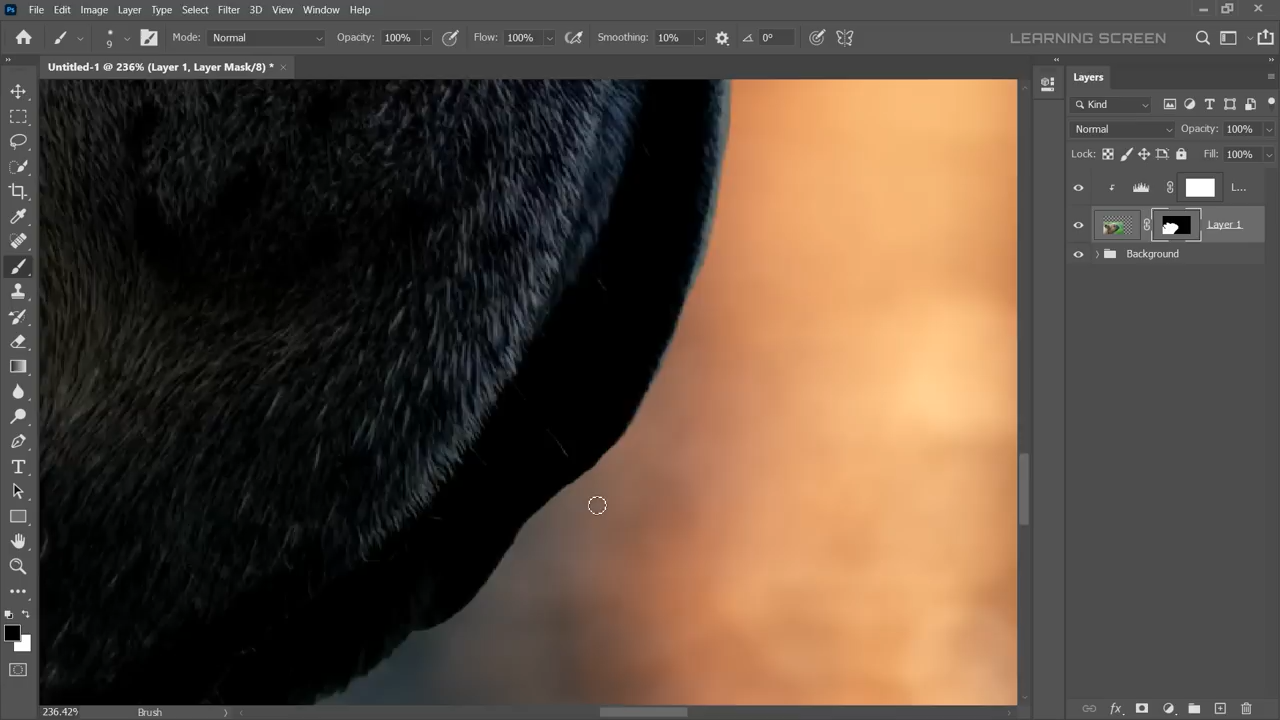 Ps File Edit Image Layer Type Select Filter 3D View Window Help
9 Mode: Normal Opacity: 100% Flow: 100% Smoothing: 10% 0° LEARNING SCREEN
Untitled-1 @ 236% (Layer 1, Layer Mask/8) * ×
Layers
Kind
Normal Opacity: 100%
Lock: Fill: 100%
L...
Layer 1
Background
236.42% Brush